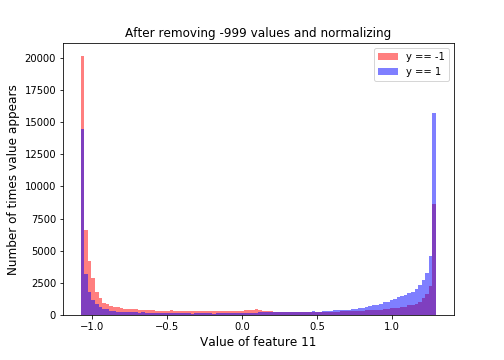 After removing -999 values and normalizing
y == -1
y == 1
20000
17500
15000
12500
10000
7500
5000
2500
0
Number of times value appears
−1.0 −0.5 0.0 0.5 1.0
Value of feature 11